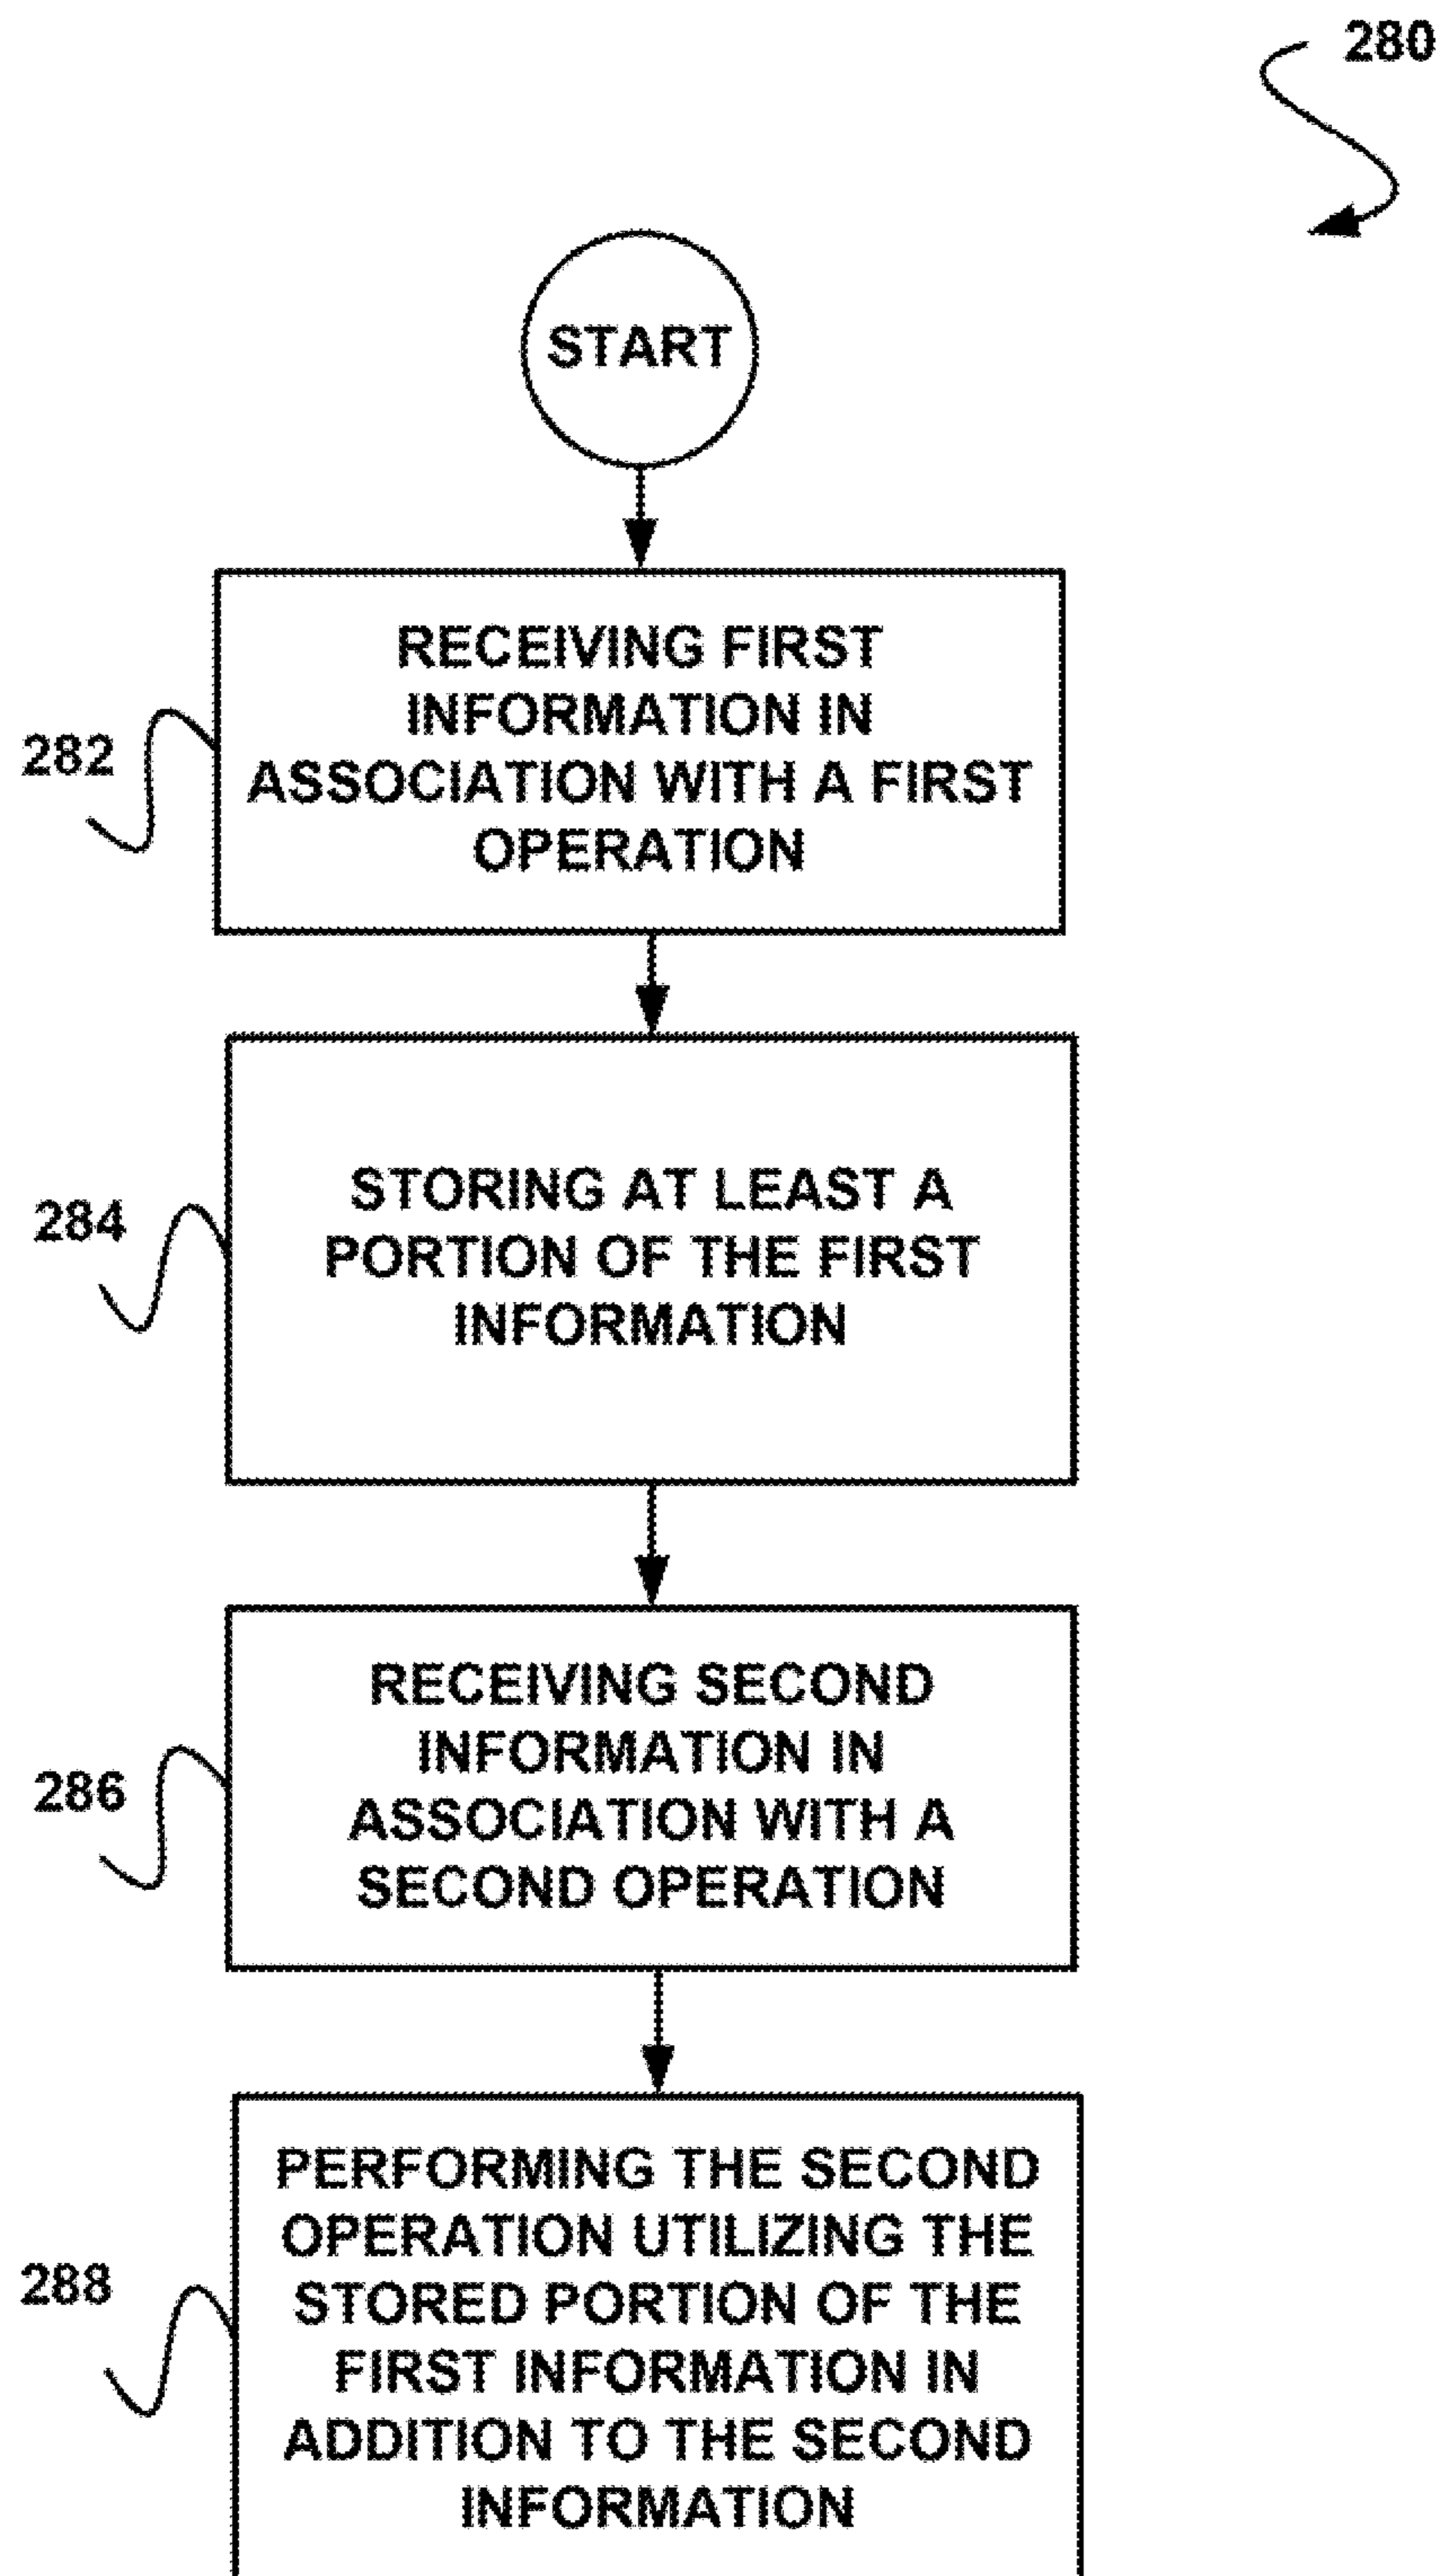 280
START
RECEIVING FIRST
INFORMATION IN
ASSOCIATION WITH A FIRST
OPERATION
282
STORING AT LEAST A
PORTION OF THE FIRST
INFORMATION
284
RECEIVING SECOND
INFORMATION IN
ASSOCIATION WITH A
SECOND OPERATION
286
PERFORMING THE SECOND
OPERATION UTILIZING THE
STORED PORTION OF THE
FIRST INFORMATION IN
ADDITION TO THE SECOND
INFORMATION
288